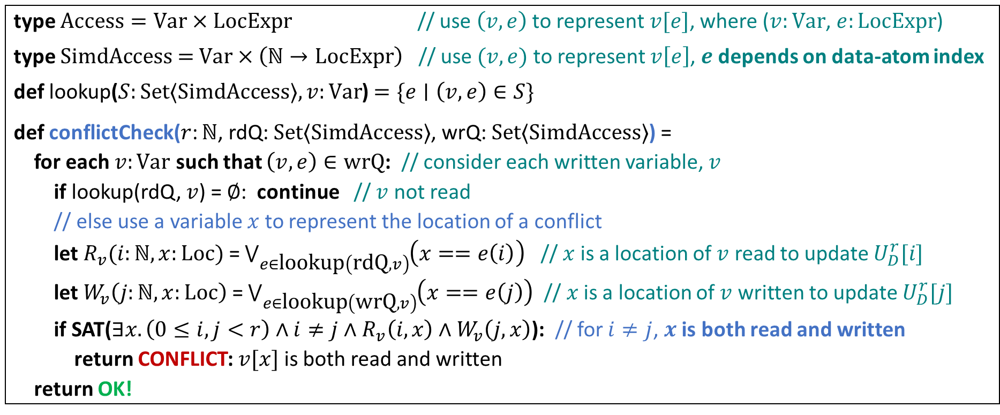 type Access = Var × LocExpr // use (v, e) to represent v[e], where (v: Var, e: LocExpr)
type SimdAccess = Var × (ℕ → LocExpr) // use (v, e) to represent v[e], e depends on data-atom index
def lookup(S: Set⟨SimdAccess⟩, v: Var) = {e ∣ (v, e) ∈ S}
def conflictCheck(r: ℕ, rdQ: Set⟨SimdAccess⟩, wrQ: Set⟨SimdAccess⟩) =
for each v: Var such that (v, e) ∈ wrQ: // consider each written variable, v
if lookup(rdQ, v) = ∅: continue // v not read
// else use a variable x to represent the location of a conflict
let R_v(i: ℕ, x: Loc) = ⋁_{e∈lookup(rdQ,v)}(x == e(i)) // x is a location of v read to update U_D^r[i]
let W_v(j: ℕ, x: Loc) = ⋁_{e∈lookup(wrQ,v)}(x == e(j)) // x is a location of v written to update U_D^r[j]
if SAT(∃x. (0 ≤ i, j < r) ∧ i ≠ j ∧ R_v(i, x) ∧ W_v(j, x)): // for i ≠ j, x is both read and written
return CONFLICT: v[x] is both read and written
return OK!